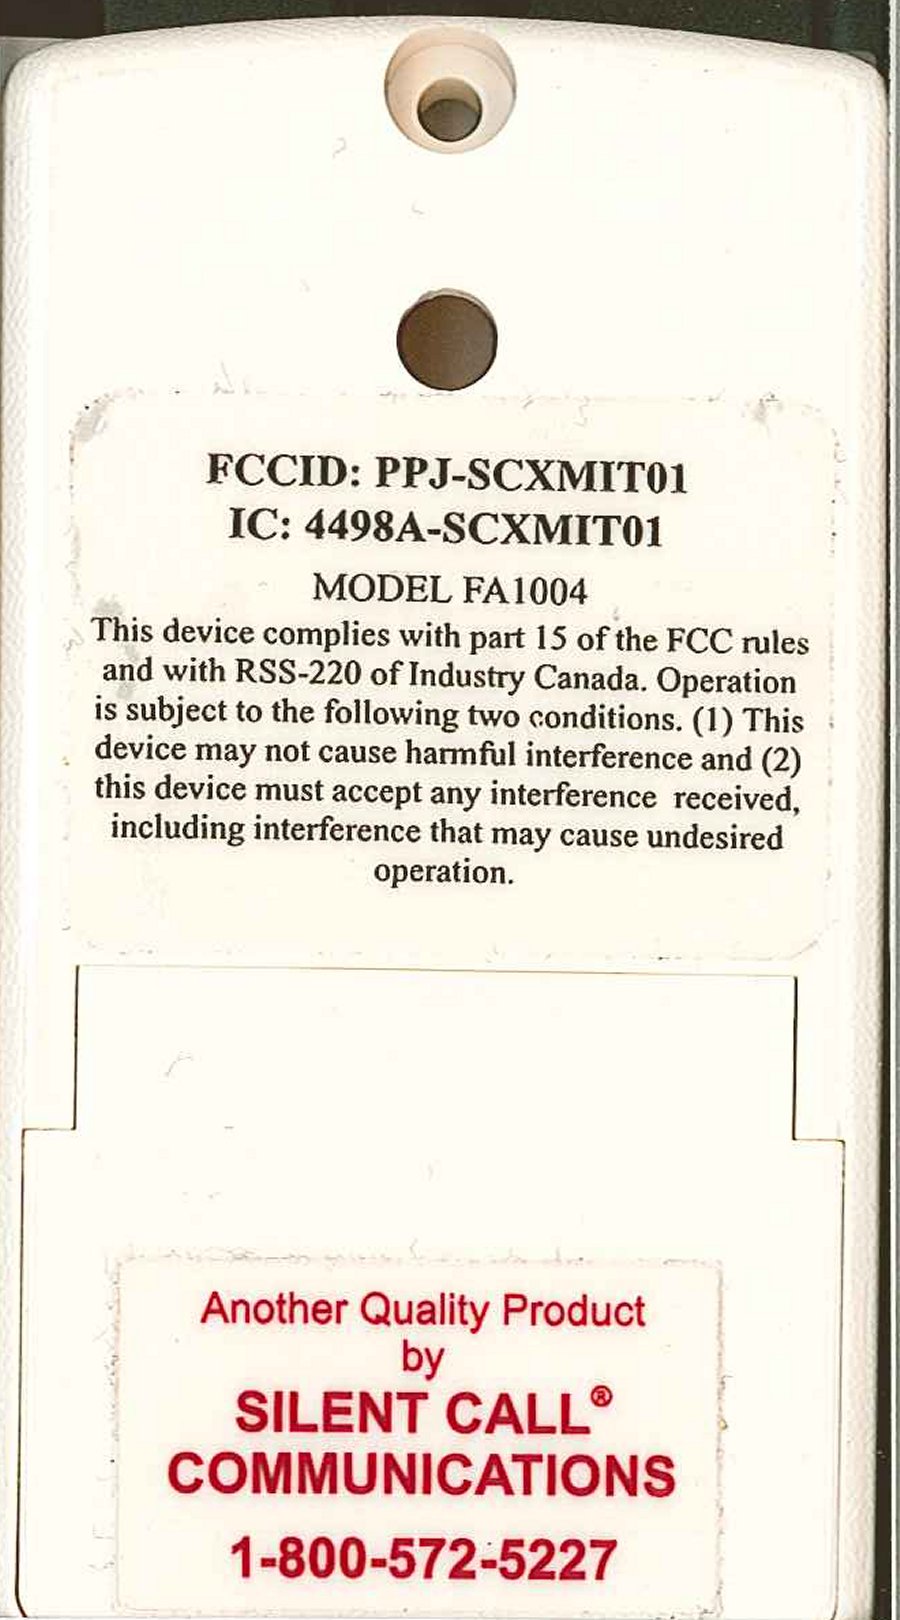 FCCID: PPJ-SCXMIT01
IC: 4498A-SCXMIT01
MODEL FA1004
This device complies with part 15 of the FCC rules
and with RSS-220 of Industry Canada. Operation
is subject to the following two conditions. (1) This
device may not cause harmful interference and (2)
this device must accept any interference received,
including interference that may cause undesired
operation.
Another Quality Product
by
SILENT CALL®
COMMUNICATIONS
1-800-572-5227